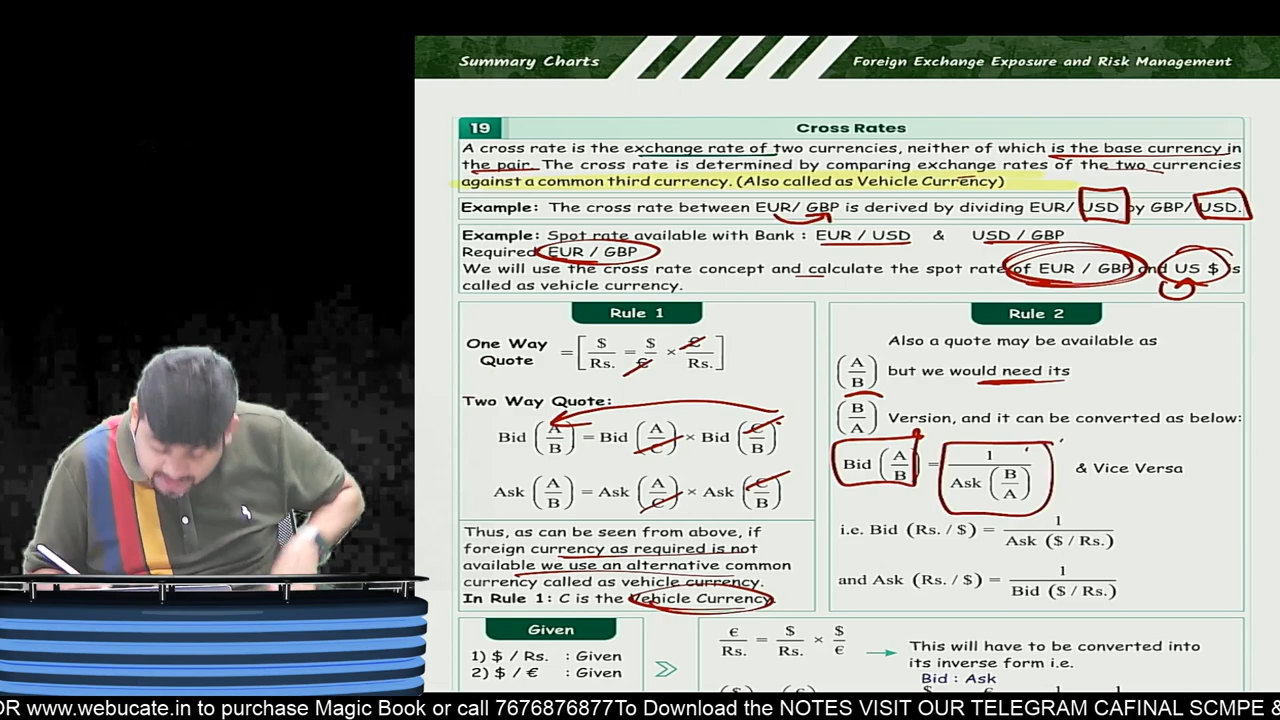 Summary Charts
Foreign Exchange Exposure and Risk Management
19
Cross Rates
A cross rate is the exchange rate of two currencies, neither of which is the base currency in
the pair. The cross rate is determined by comparing exchange rates of the two currencies
against a common third currency. (Also called as Vehicle Currency)
Example: The cross rate between EUR/ GBP is derived by dividing EUR/ USD by GBP/ USD.
Example: Spot rate available with Bank : EUR / USD & USD / GBP
Required EUR / GBP
We will use the cross rate concept and calculate the spot rate of EUR / GBP and US $ is
called as vehicle currency.
Rule 1
One Way Quote = [ $ / Rs. = $ / € × € / Rs. ]
Two Way Quote:
Bid (A/B) = Bid (A/C) × Bid (C/B)
Ask (A/B) = Ask (A/C) × Ask (C/B)
Thus, as can be seen from above, if
foreign currency as required is not
available we use an alternative common
currency called as vehicle currency.
In Rule 1: C is the Vehicle Currency
Rule 2
Also a quote may be available as
(A/B) but we would need its
(B/A) Version, and it can be converted as below:
Bid (A/B) = 1 / Ask (B/A) & Vice Versa
i.e. Bid (Rs. / $) = 1 / Ask ($ / Rs.)
and Ask (Rs. / $) = 1 / Bid ($ / Rs.)
Given
1) $ / Rs. : Given
2) $ / € : Given
€ / Rs. = $ / Rs. × $ / €
This will have to be converted into
its inverse form i.e.
Bid : Ask
OR www.webucate.in to purchase Magic Book or call 7676876877To Download the NOTES VISIT OUR TELEGRAM CAFINAL SCMPE &